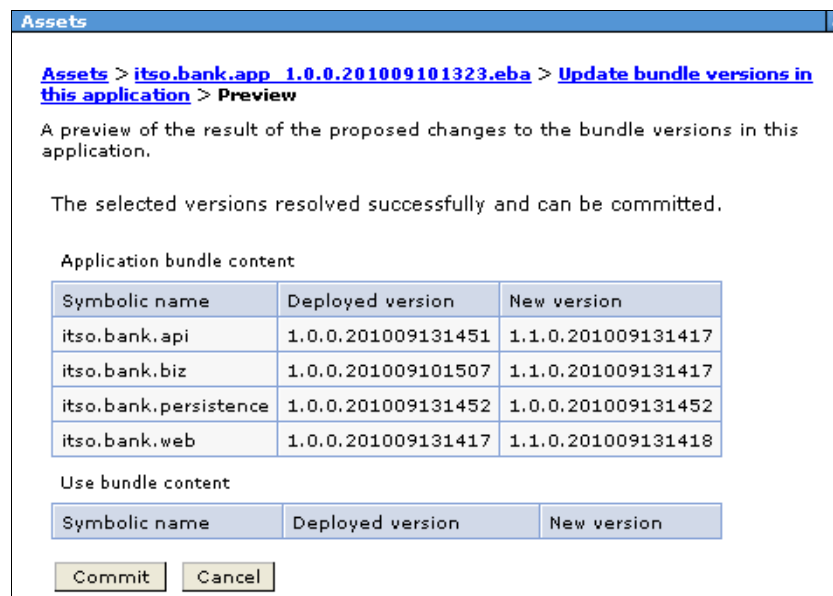 Assets
Assets > itso.bank.app_1.0.0.201009101323.eba > Update bundle versions in
this application > Preview
A preview of the result of the proposed changes to the bundle versions in this
application.
The selected versions resolved successfully and can be committed.
Application bundle content
Symbolic name Deployed version New version
itso.bank.api 1.0.0.201009131451 1.1.0.201009131417
itso.bank.biz 1.0.0.201009101507 1.1.0.201009131417
itso.bank.persistence 1.0.0.201009131452 1.0.0.201009131452
itso.bank.web 1.0.0.201009131417 1.1.0.201009131418
Use bundle content
Symbolic name Deployed version New version
Commit Cancel